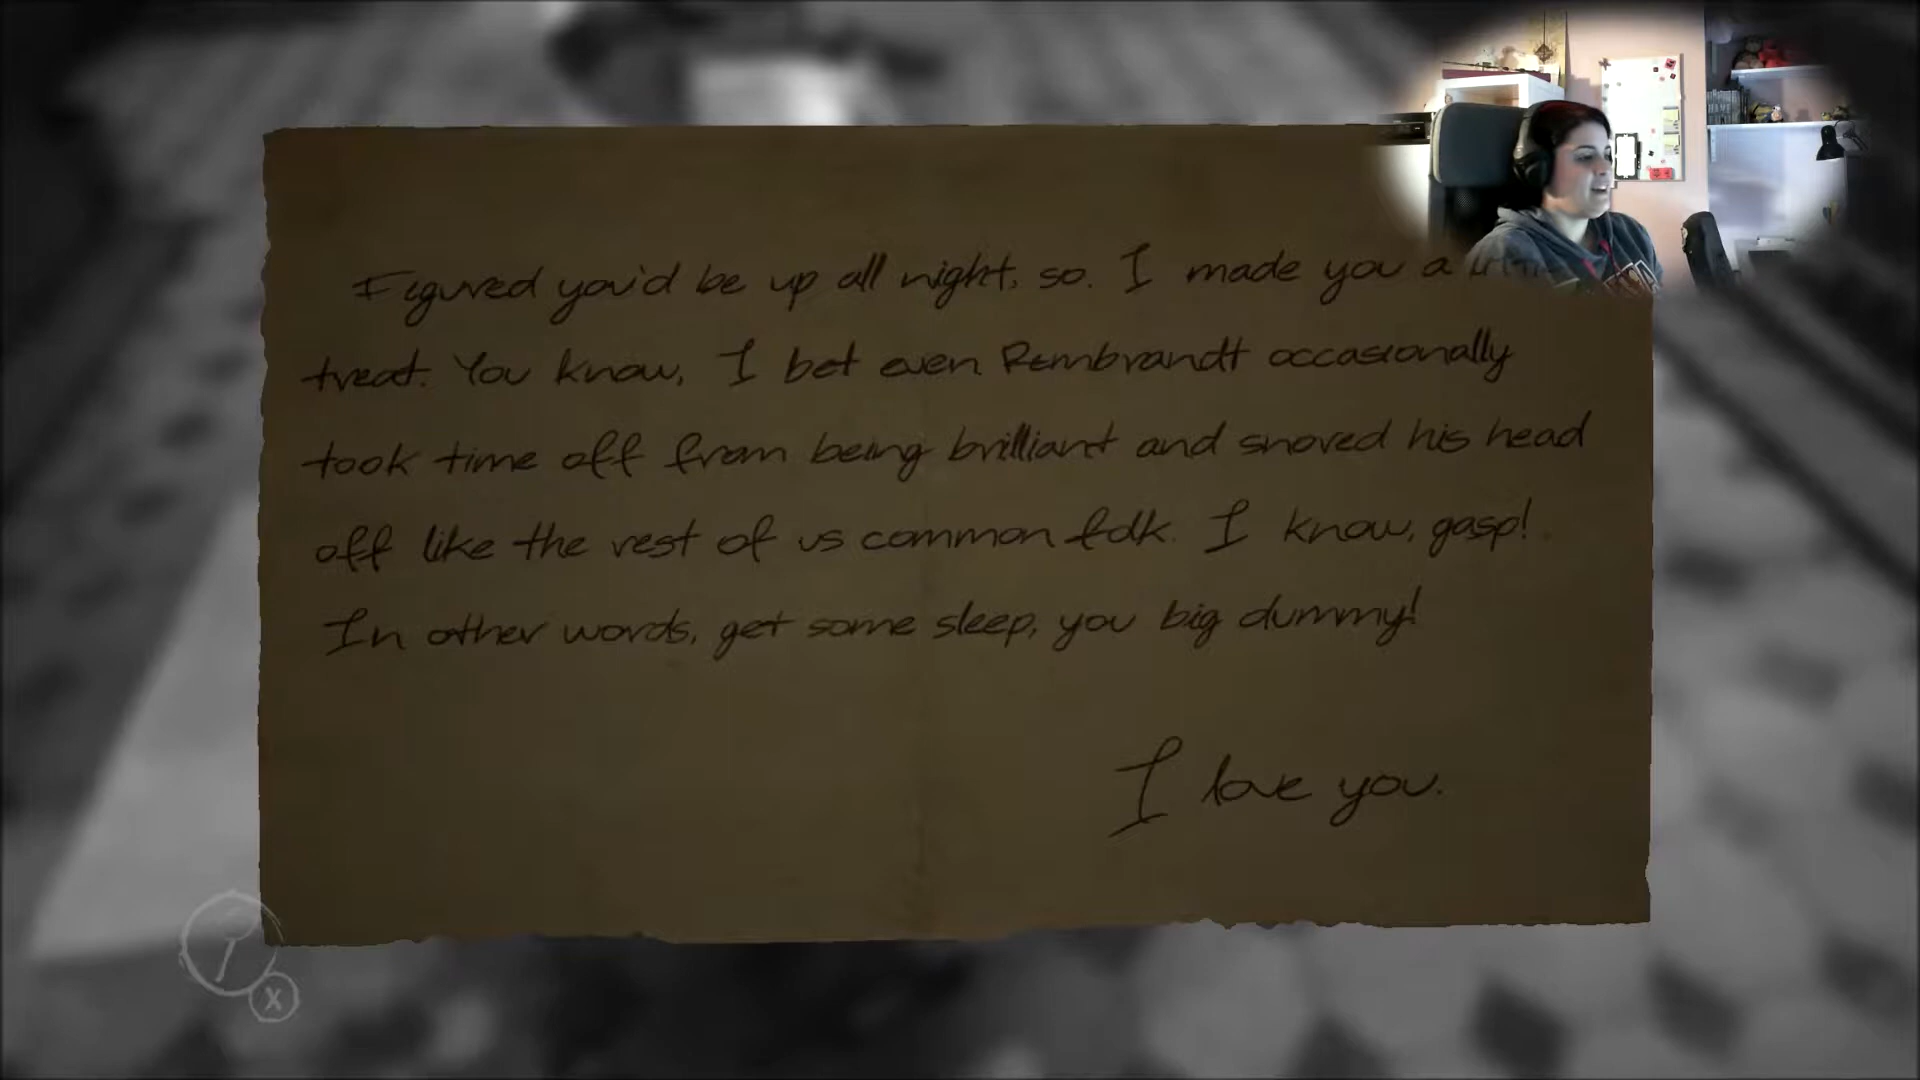 Figured you'd be up all night, so. I made you a
treat. You know, I bet even Rembrandt occasionally
took time off from being brilliant and snored his head
off like the rest of us common folk. I know, gasp!
In other words, get some sleep, you big dummy!
I love you.
X